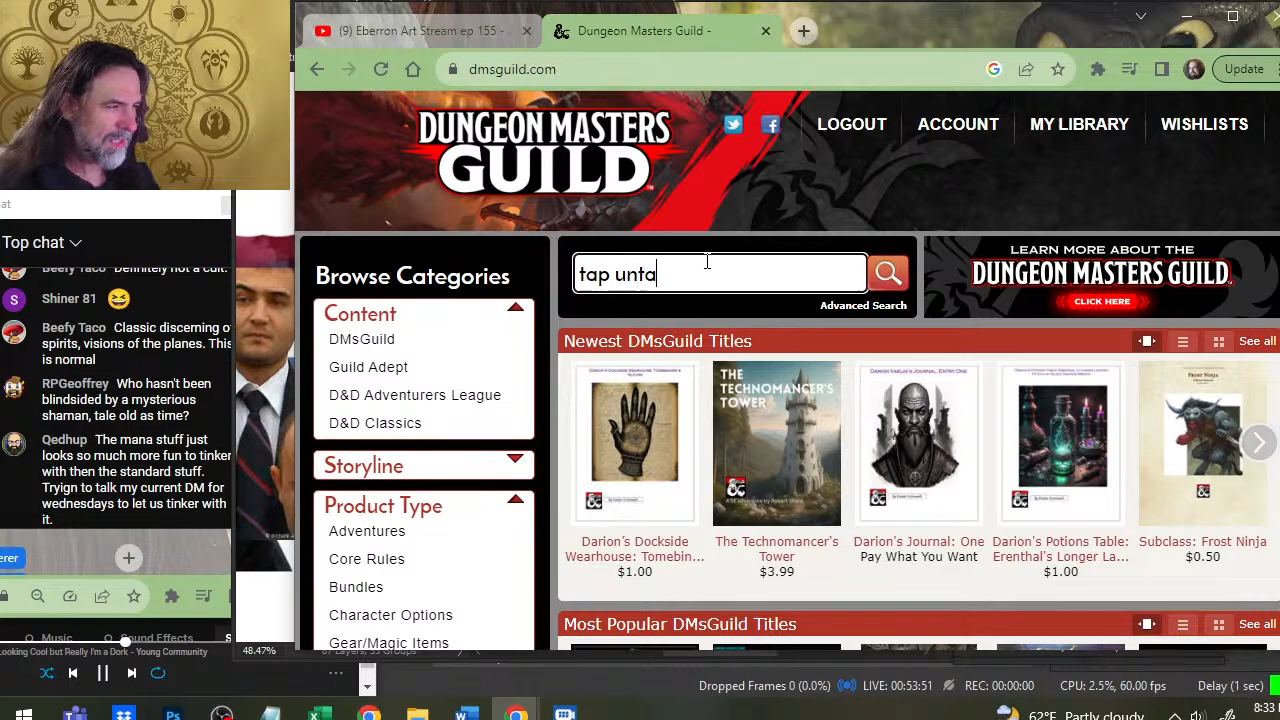 (9) Eberron Art Stream ep 155 -
Dungeon Masters Guild -
dmsguild.com
Update
DUNGEON MASTERS
GUILD
LOGOUT
ACCOUNT
MY LIBRARY
WISHLISTS
at
Top chat
Shiner 81
Beefy Taco Classic discerning of
spirits, visions of the planes. This
is normal
RPGeoffrey Who hasn't been
blindsided by a mysterious
shaman, tale old as time?
Qedhup The mana stuff just
looks so much more fun to tinker
with then the standard stuff.
Trygn to talk my current DM for
wednesdays to let us tinker with
it.
erer
Music
Sound Effects
S
Looking Cool but Really I'm a Dork - Young Community
Browse Categories
Content
DMsGuild
Guild Adept
D&D Adventurers League
D&D Classics
Storyline
Product Type
Adventures
Core Rules
Bundles
Character Options
Gear/Magic Items
48.47%
tap unta
Advanced Search
LEARN MORE ABOUT THE
DUNGEON MASTERS GUILD
CLICK HERE
Newest DMsGuild Titles
See all
THE
TECHNOMANCER'S
TOWER
Darion's Dockside
Wearhouse: Tomebin...
$1.00
The Technomancer's
Tower
$3.99
Darion's Journal: One
Pay What You Want
Darion's Potions Table:
Erenthal's Longer La...
$1.00
Subclass: Frost Ninja
$0.50
Most Popular DMsGuild Titles
See all
Dropped Frames 0 (0.0%)
LIVE: 00:53:51
REC: 00:00:00
CPU: 2.5%, 60.00 fps
Delay (1 sec)
62°F Partly cloudy
8:33